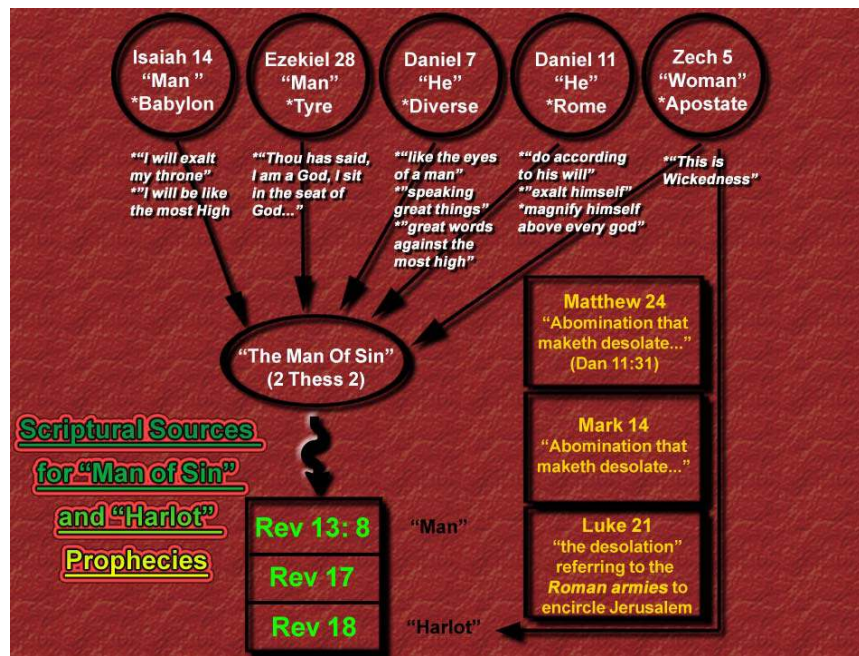 Isaiah 14
“Man ”
*Babylon
Ezekiel 28
“Man”
*Tyre
Daniel 7
“He”
*Diverse
Daniel 11
“He”
*Rome
Zech 5
“Woman”
*Apostate
*“I will exalt
my throne”
*”I will be like
the most High
*“Thou has said,
I am a God, I sit
in the seat of
God...”
*“like the eyes
of a man”
*”speaking
great things”
*”great words
against the
most high”
*“do according
to his will”
*”exalt himself”
*magnify himself
above every god”
*“This is
Wickedness”
“The Man Of Sin”
(2 Thess 2)
Matthew 24
“Abomination that
maketh desolate...”
(Dan 11:31)
Mark 14
“Abomination that
maketh desolate...”
Luke 21
“the desolation”
referring to the
Roman armies to
encircle Jerusalem
Scriptural Sources
for “Man of Sin”
and “Harlot”
Prophecies
Rev 13: 8
“Man”
Rev 17
Rev 18
“Harlot”